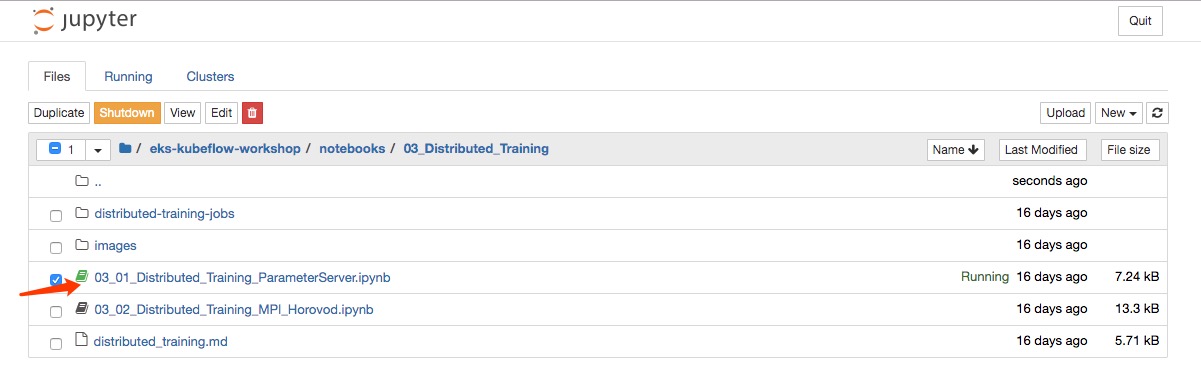 jupyter Quit
Files Running Clusters
Duplicate Shutdown View Edit Upload New
1 / eks-kubeflow-workshop / notebooks / 03_Distributed_Training Name Last Modified File size
.. seconds ago
distributed-training-jobs 16 days ago
images 16 days ago
03_01_Distributed_Training_ParameterServer.ipynb Running 16 days ago 7.24 kB
03_02_Distributed_Training_MPI_Horovod.ipynb 16 days ago 13.3 kB
distributed_training.md 16 days ago 5.71 kB